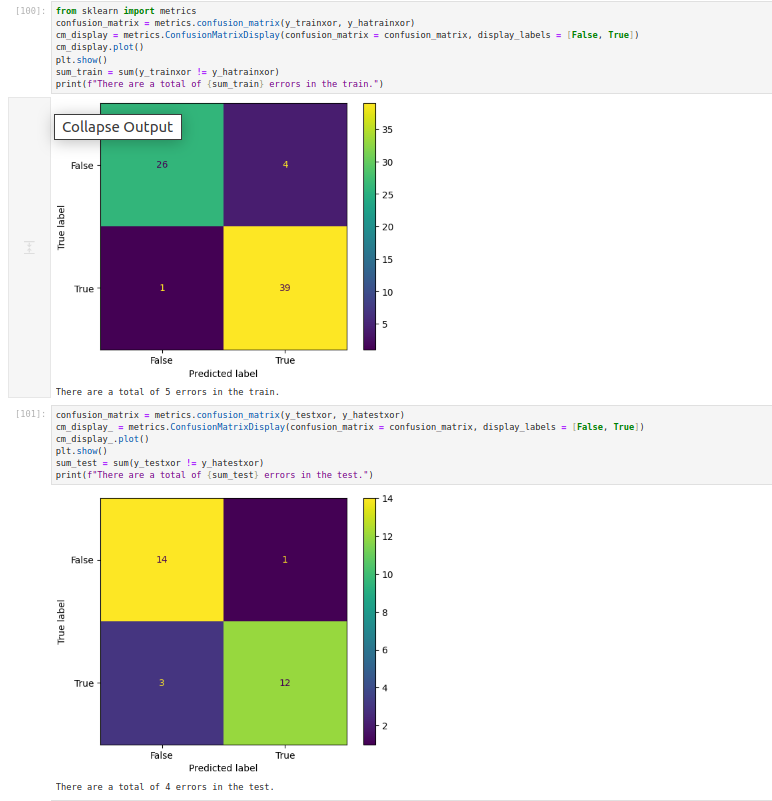 [100]:
from sklearn import metrics
confusion_matrix = metrics.confusion_matrix(y_trainxor, y_hatrainxor)
cm_display = metrics.ConfusionMatrixDisplay(confusion_matrix = confusion_matrix, display_labels = [False, True])
cm_display.plot()
plt.show()
sum_train = sum(y_trainxor != y_hatrainxor)
print(f"There are a total of {sum_train} errors in the train.")
Collapse Output
False
26
4
True
1
39
True label
False
True
Predicted label
35
30
25
20
15
10
5
There are a total of 5 errors in the train.
[101]:
confusion_matrix = metrics.confusion_matrix(y_testxor, y_hatestxor)
cm_display_ = metrics.ConfusionMatrixDisplay(confusion_matrix = confusion_matrix, display_labels = [False, True])
cm_display_.plot()
plt.show()
sum_test = sum(y_testxor != y_hatestxor)
print(f"There are a total of {sum_test} errors in the test.")
False
14
1
True
3
12
True label
False
True
Predicted label
14
12
10
8
6
4
2
There are a total of 4 errors in the test.